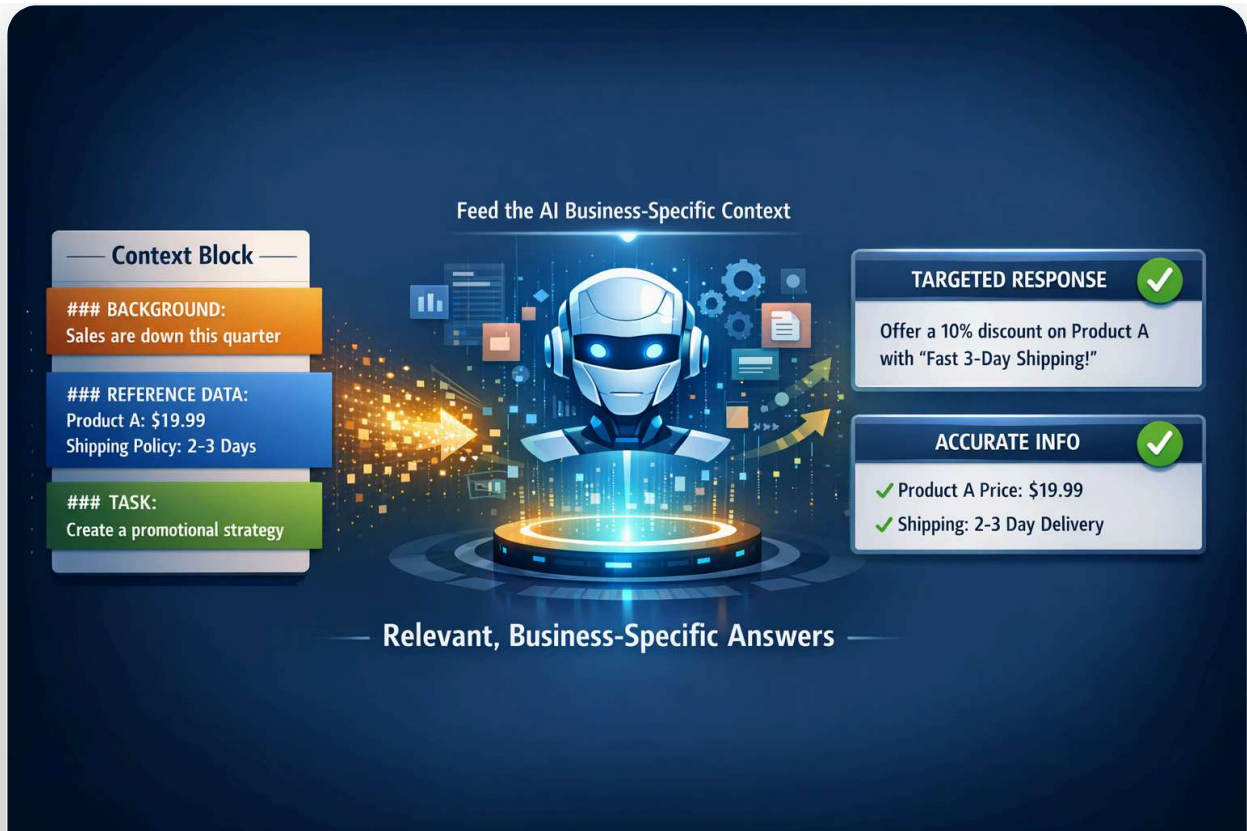 Feed the AI Business-Specific Context
Context Block
### BACKGROUND:
Sales are down this quarter
### REFERENCE DATA:
Product A: $19.99
Shipping Policy: 2-3 Days
### TASK:
Create a promotional strategy
TARGETED RESPONSE
Offer a 10% discount on Product A
with “Fast 3-Day Shipping!”
ACCURATE INFO
Product A Price: $19.99
Shipping: 2-3 Day Delivery
Relevant, Business-Specific Answers